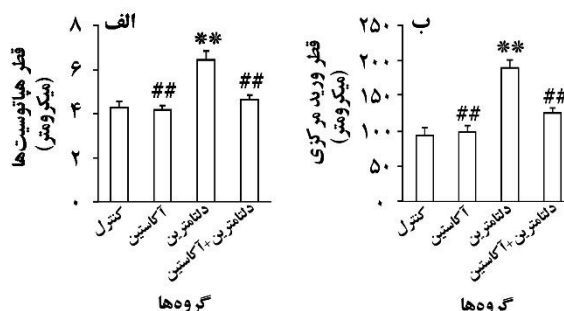 الف
قطر هپاتوسیت‌ها
(میکرومتر)
۸
۶
۴
۲
۰
##
**
##
کنترل
آکاستین
دلتامترین
دلتامترین+آکاستین
گروه‌ها
ب
قطر ورید مرکزی
(میکرومتر)
۲۵۰
۲۰۰
۱۵۰
۱۰۰
۵۰
۰
##
**
##
کنترل
آکاستین
دلتامترین
دلتامترین+آکاستین
گروه‌ها